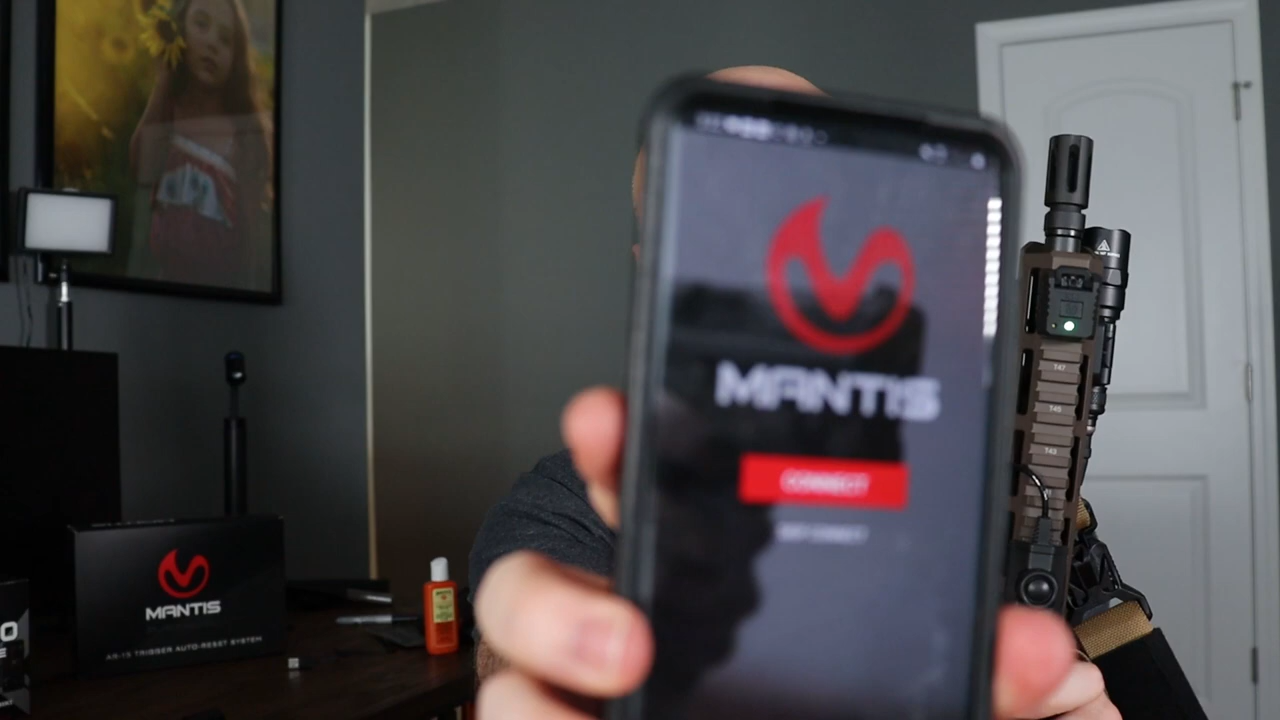 MANTIS
CONNECT
MANTIS
AR-15 TRIGGER AUTO-RESET SYSTEM
T47
T45
T43